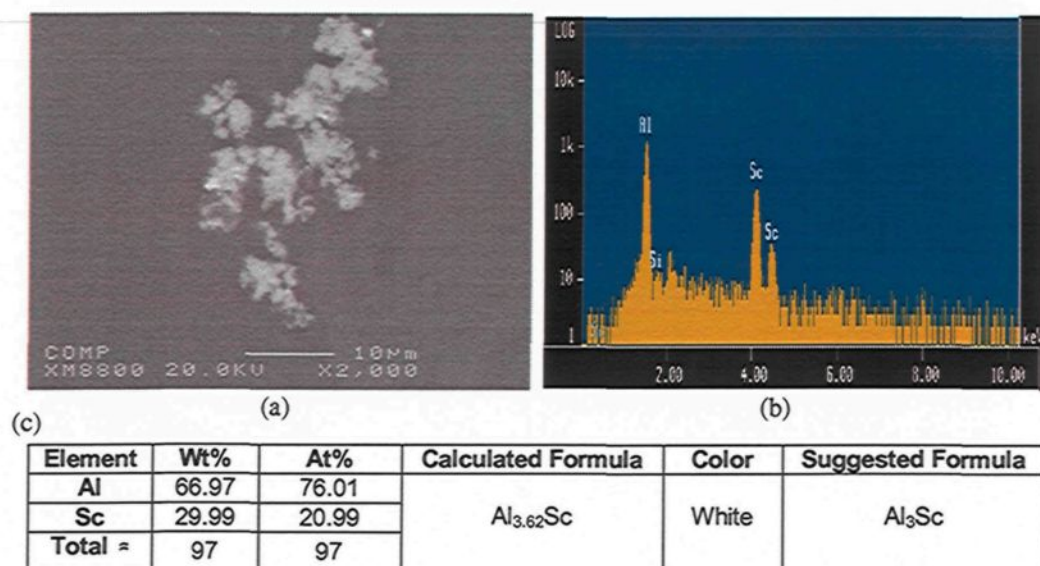 COMP 10µm
XM8800 20.0KV X2,000
LOG
10k
Al
1k
Sc
100
Sc
Si
10
1
keV
2.00 4.00 6.00 8.00 10.00
(a) (b)
(c)
Element Wt% At% Calculated Formula Color Suggested Formula
Al 66.97 76.01
Sc 29.99 20.99 Al3.62Sc White Al3Sc
Total ≈ 97 97